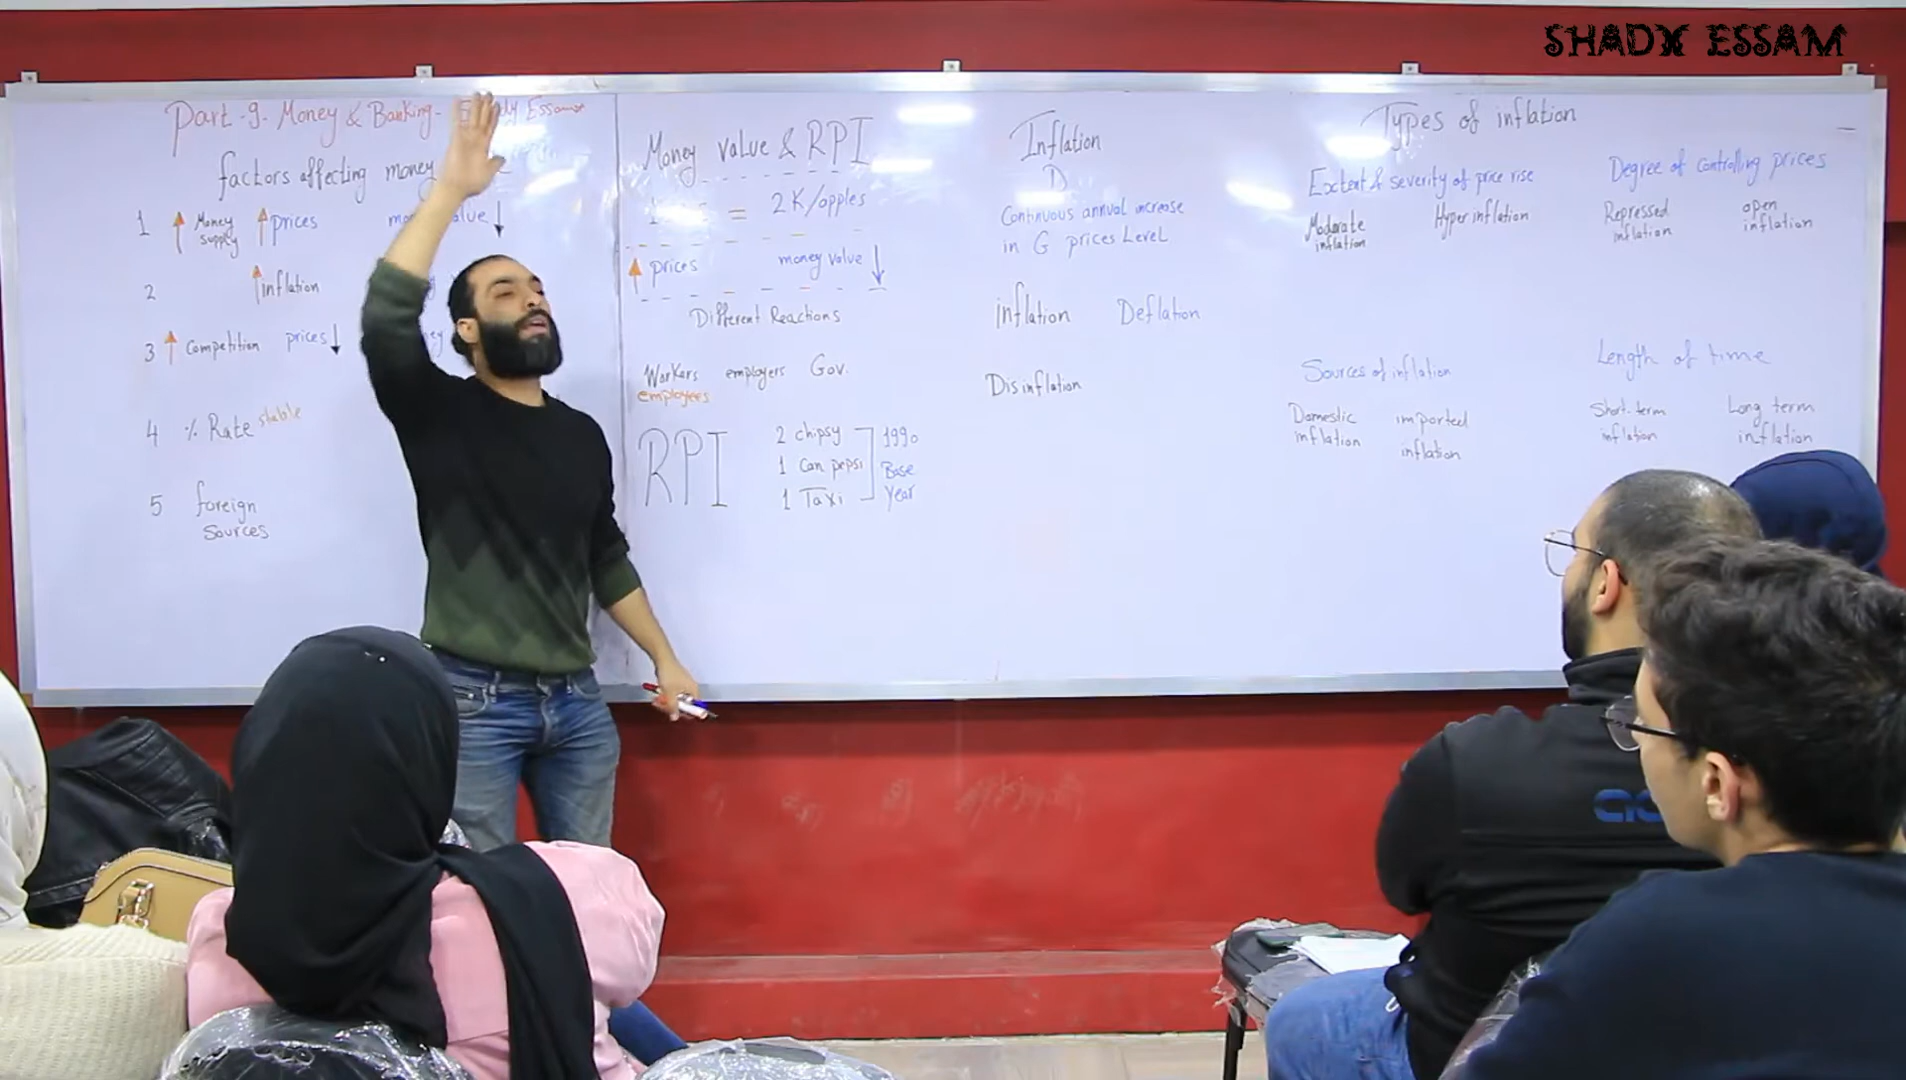 SHADY ESSAM
Part - 9 - Money & Banking - Shady Essam
factors affecting money
1 Money supply prices money value
2 inflation
3 Competition prices
4 % Rate stable
5 foreign
Sources
Money value & RPI
= 2 K/apples
prices money value
Different Reactions
Workers employers Gov.
employers
RPI
2 chipsy
1 Can pepsi
1 Taxi
1990
Base
Year
Inflation
Continuous annual increase
in G prices Level
inflation Deflation
Disinflation
Types of inflation
Extent & severity of price rise
Moderate
inflation
Hyper inflation
Degree of controlling prices
Repressed
inflation
open
inflation
Sources of inflation
Domestic
inflation
imported
inflation
Length of time
Short-term
inflation
Long term
inflation